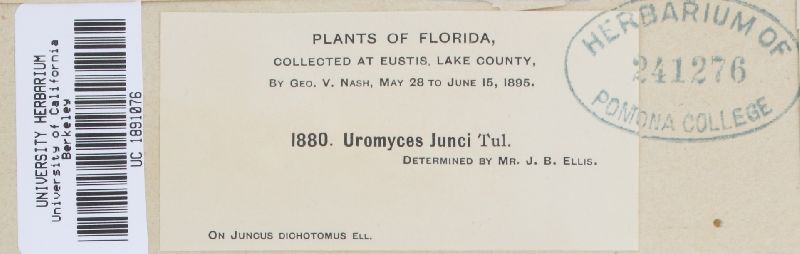 UNIVERSITY HERBARIUM
University of California
Berkeley
UC 1891076
PLANTS OF FLORIDA,
COLLECTED AT EUSTIS, LAKE COUNTY,
BY GEO. V. NASH, MAY 28 TO JUNE 15, 1895.
1880. Uromyces Junci Tul.
DETERMINED BY MR. J. B. ELLIS.
ON JUNCUS DICHOTOMUS ELL.
HERBARIUM OF
241276
POMONA COLLEGE